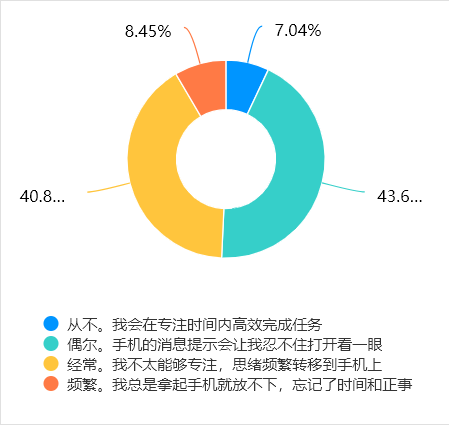 8.45%
7.04%
40.8...
43.6...
从不。我会在专注时间内高效完成任务
偶尔。手机的消息提示会让我忍不住打开看一眼
经常。我不太能够专注，思绪频繁转移到手机上
频繁。我总是拿起手机就放不下，忘记了时间和正事